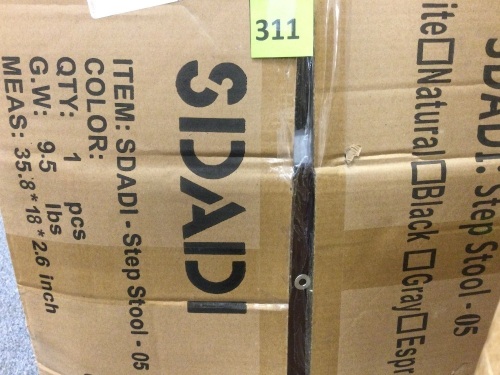 311
SDADI
ITEM: SDADI - Step Stool - 05
COLOR:
QTY: 1 pcs
G.W: 9.5 lbs
MEAS: 35.8*18*2.6 inch
SDADI: Step Stool - 05
ite□Natural□Black □Gray□Espr